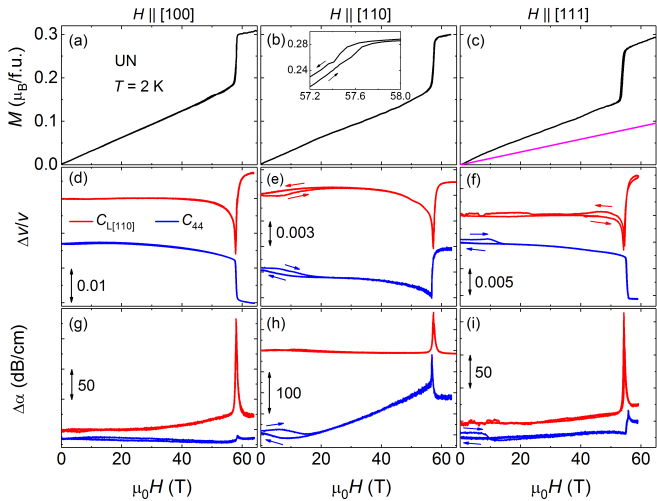 H || [100] H || [110] H || [111]
(a) (b) (c)
UN
T = 2 K
0.28
0.24
57.2 57.6 58.0
M (μB/f.u.)
0.3
0.2
0.1
0.0
(d) (e) (f)
CL[110] C44
0.01
0.003
0.005
Δv/v
(g) (h) (i)
50
100
50
Δα (dB/cm)
0 20 40 60 0 20 40 60 0 20 40 60
μ0H (T) μ0H (T) μ0H (T)